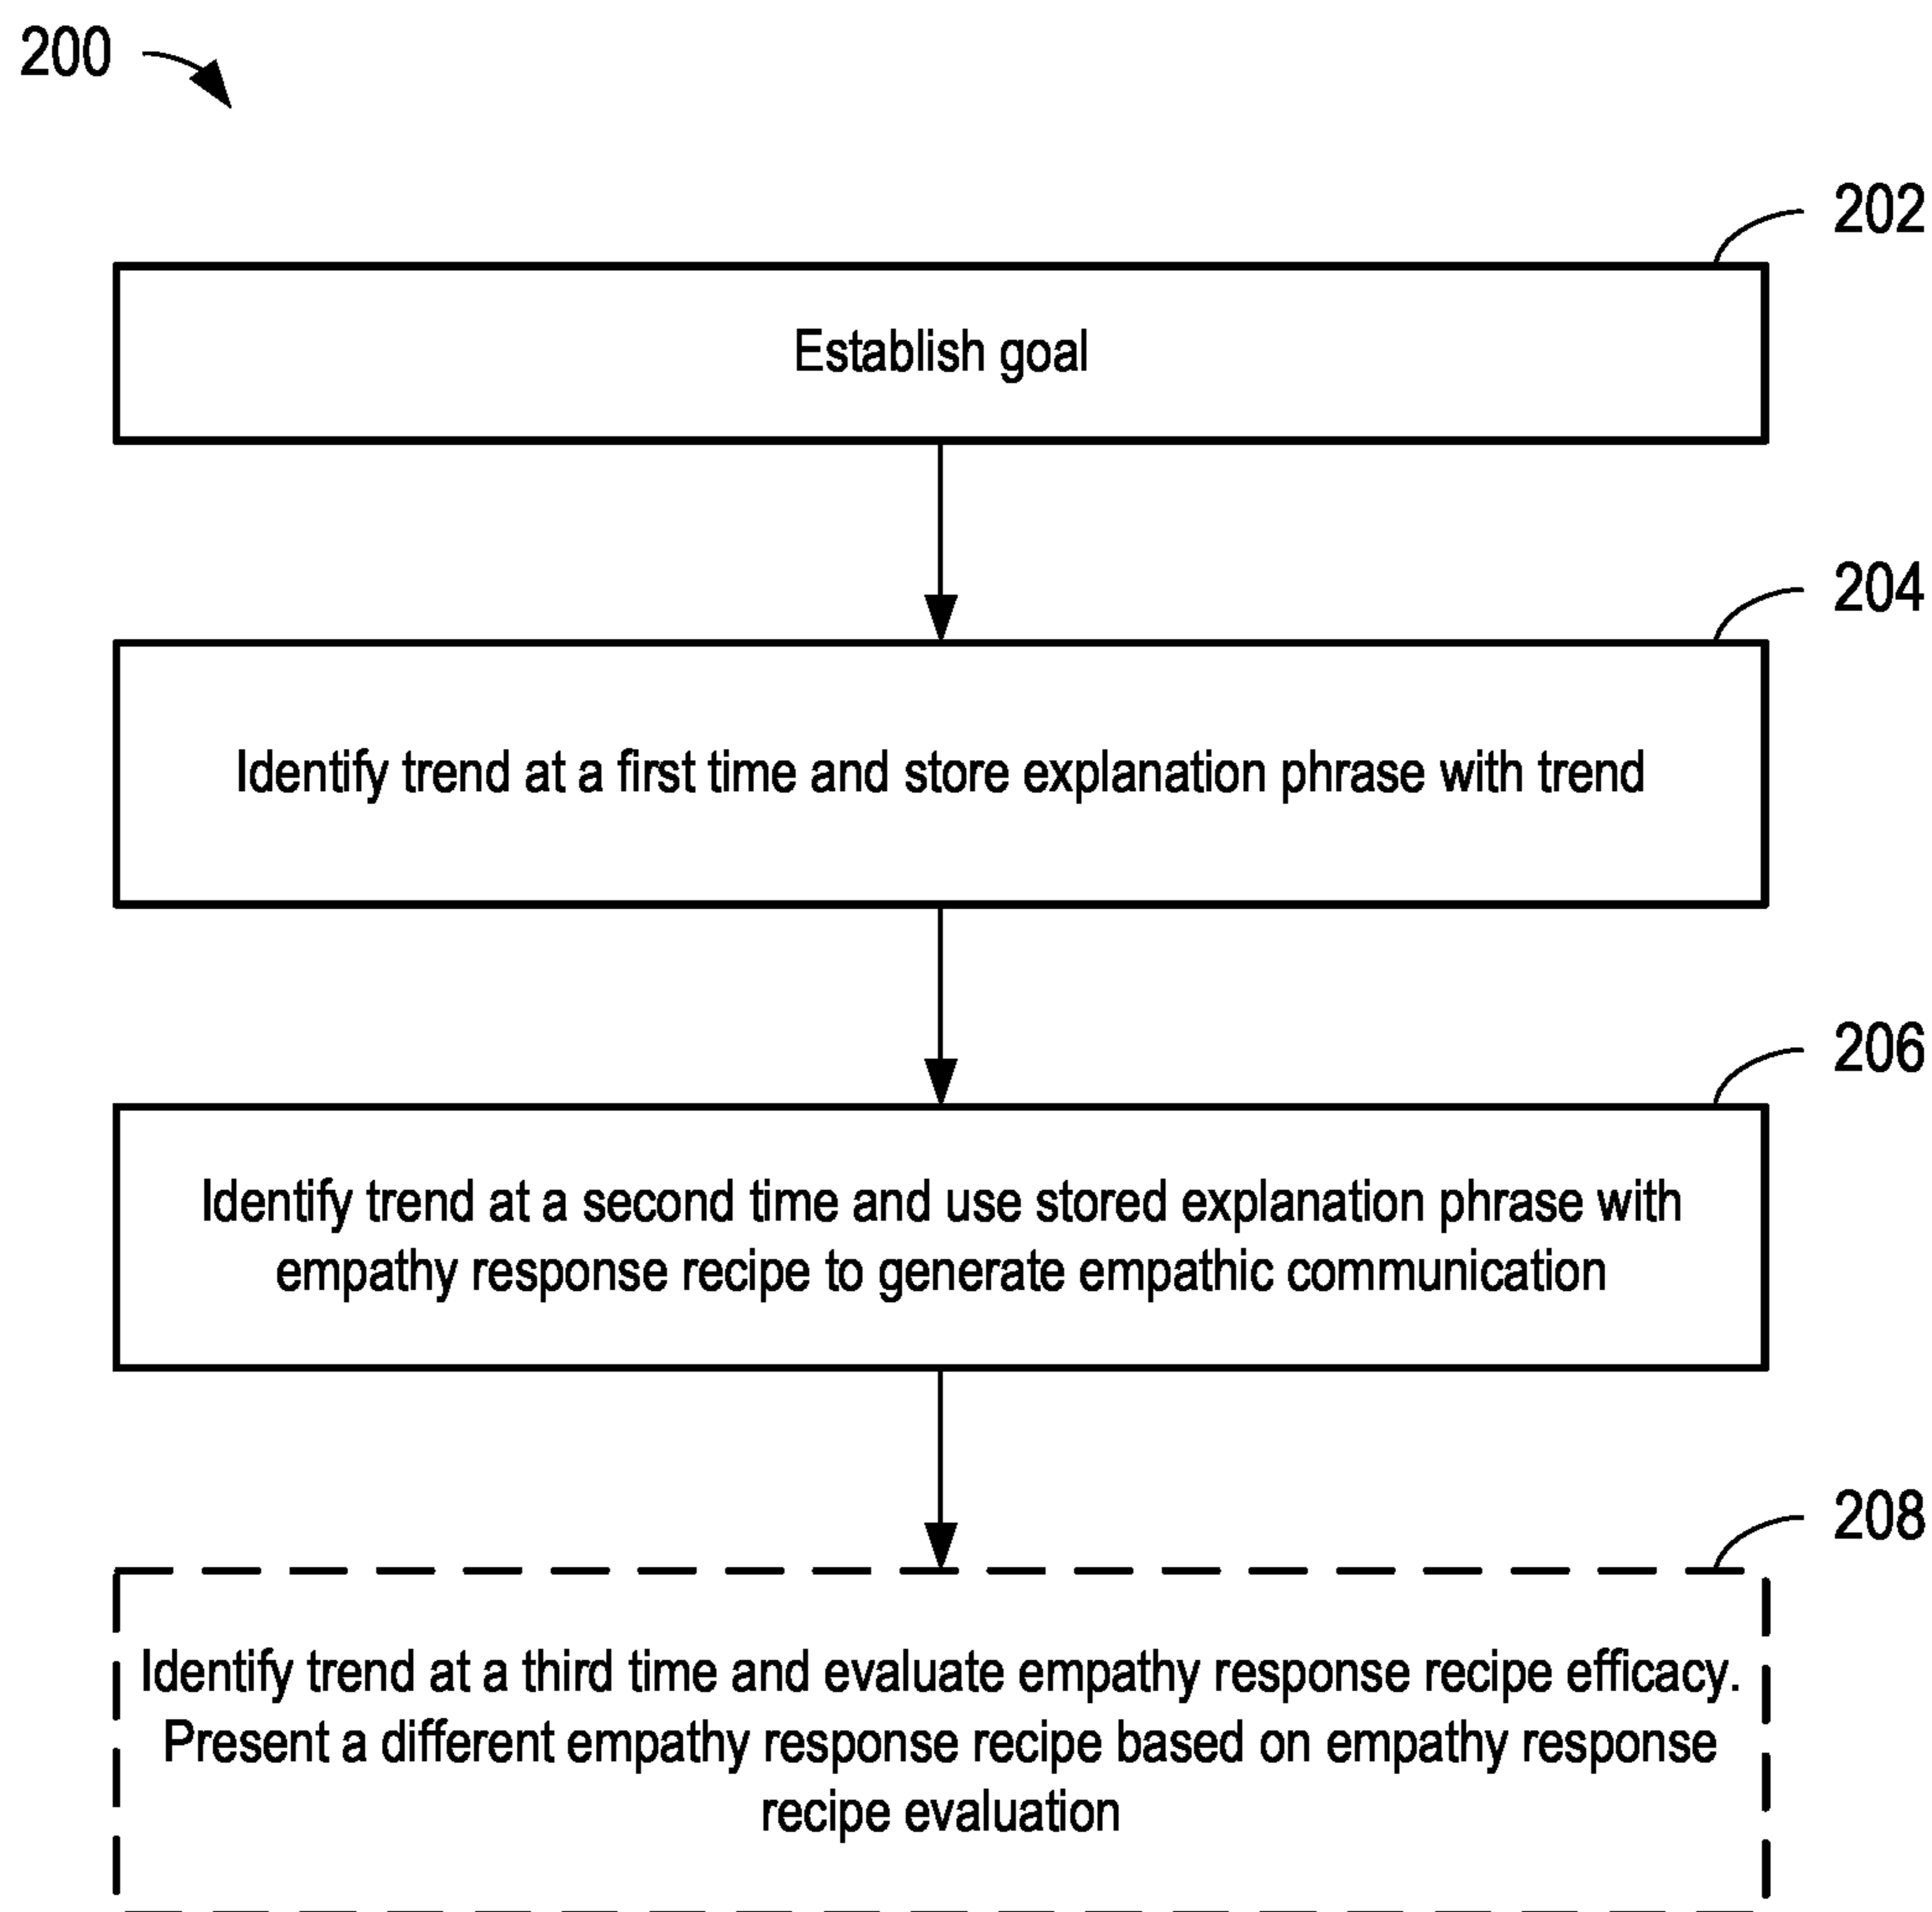 200
202
Establish goal
204
Identify trend at a first time and store explanation phrase with trend
206
Identify trend at a second time and use stored explanation phrase with
empathy response recipe to generate empathic communication
208
Identify trend at a third time and evaluate empathy response recipe efficacy.
Present a different empathy response recipe based on empathy response
recipe evaluation